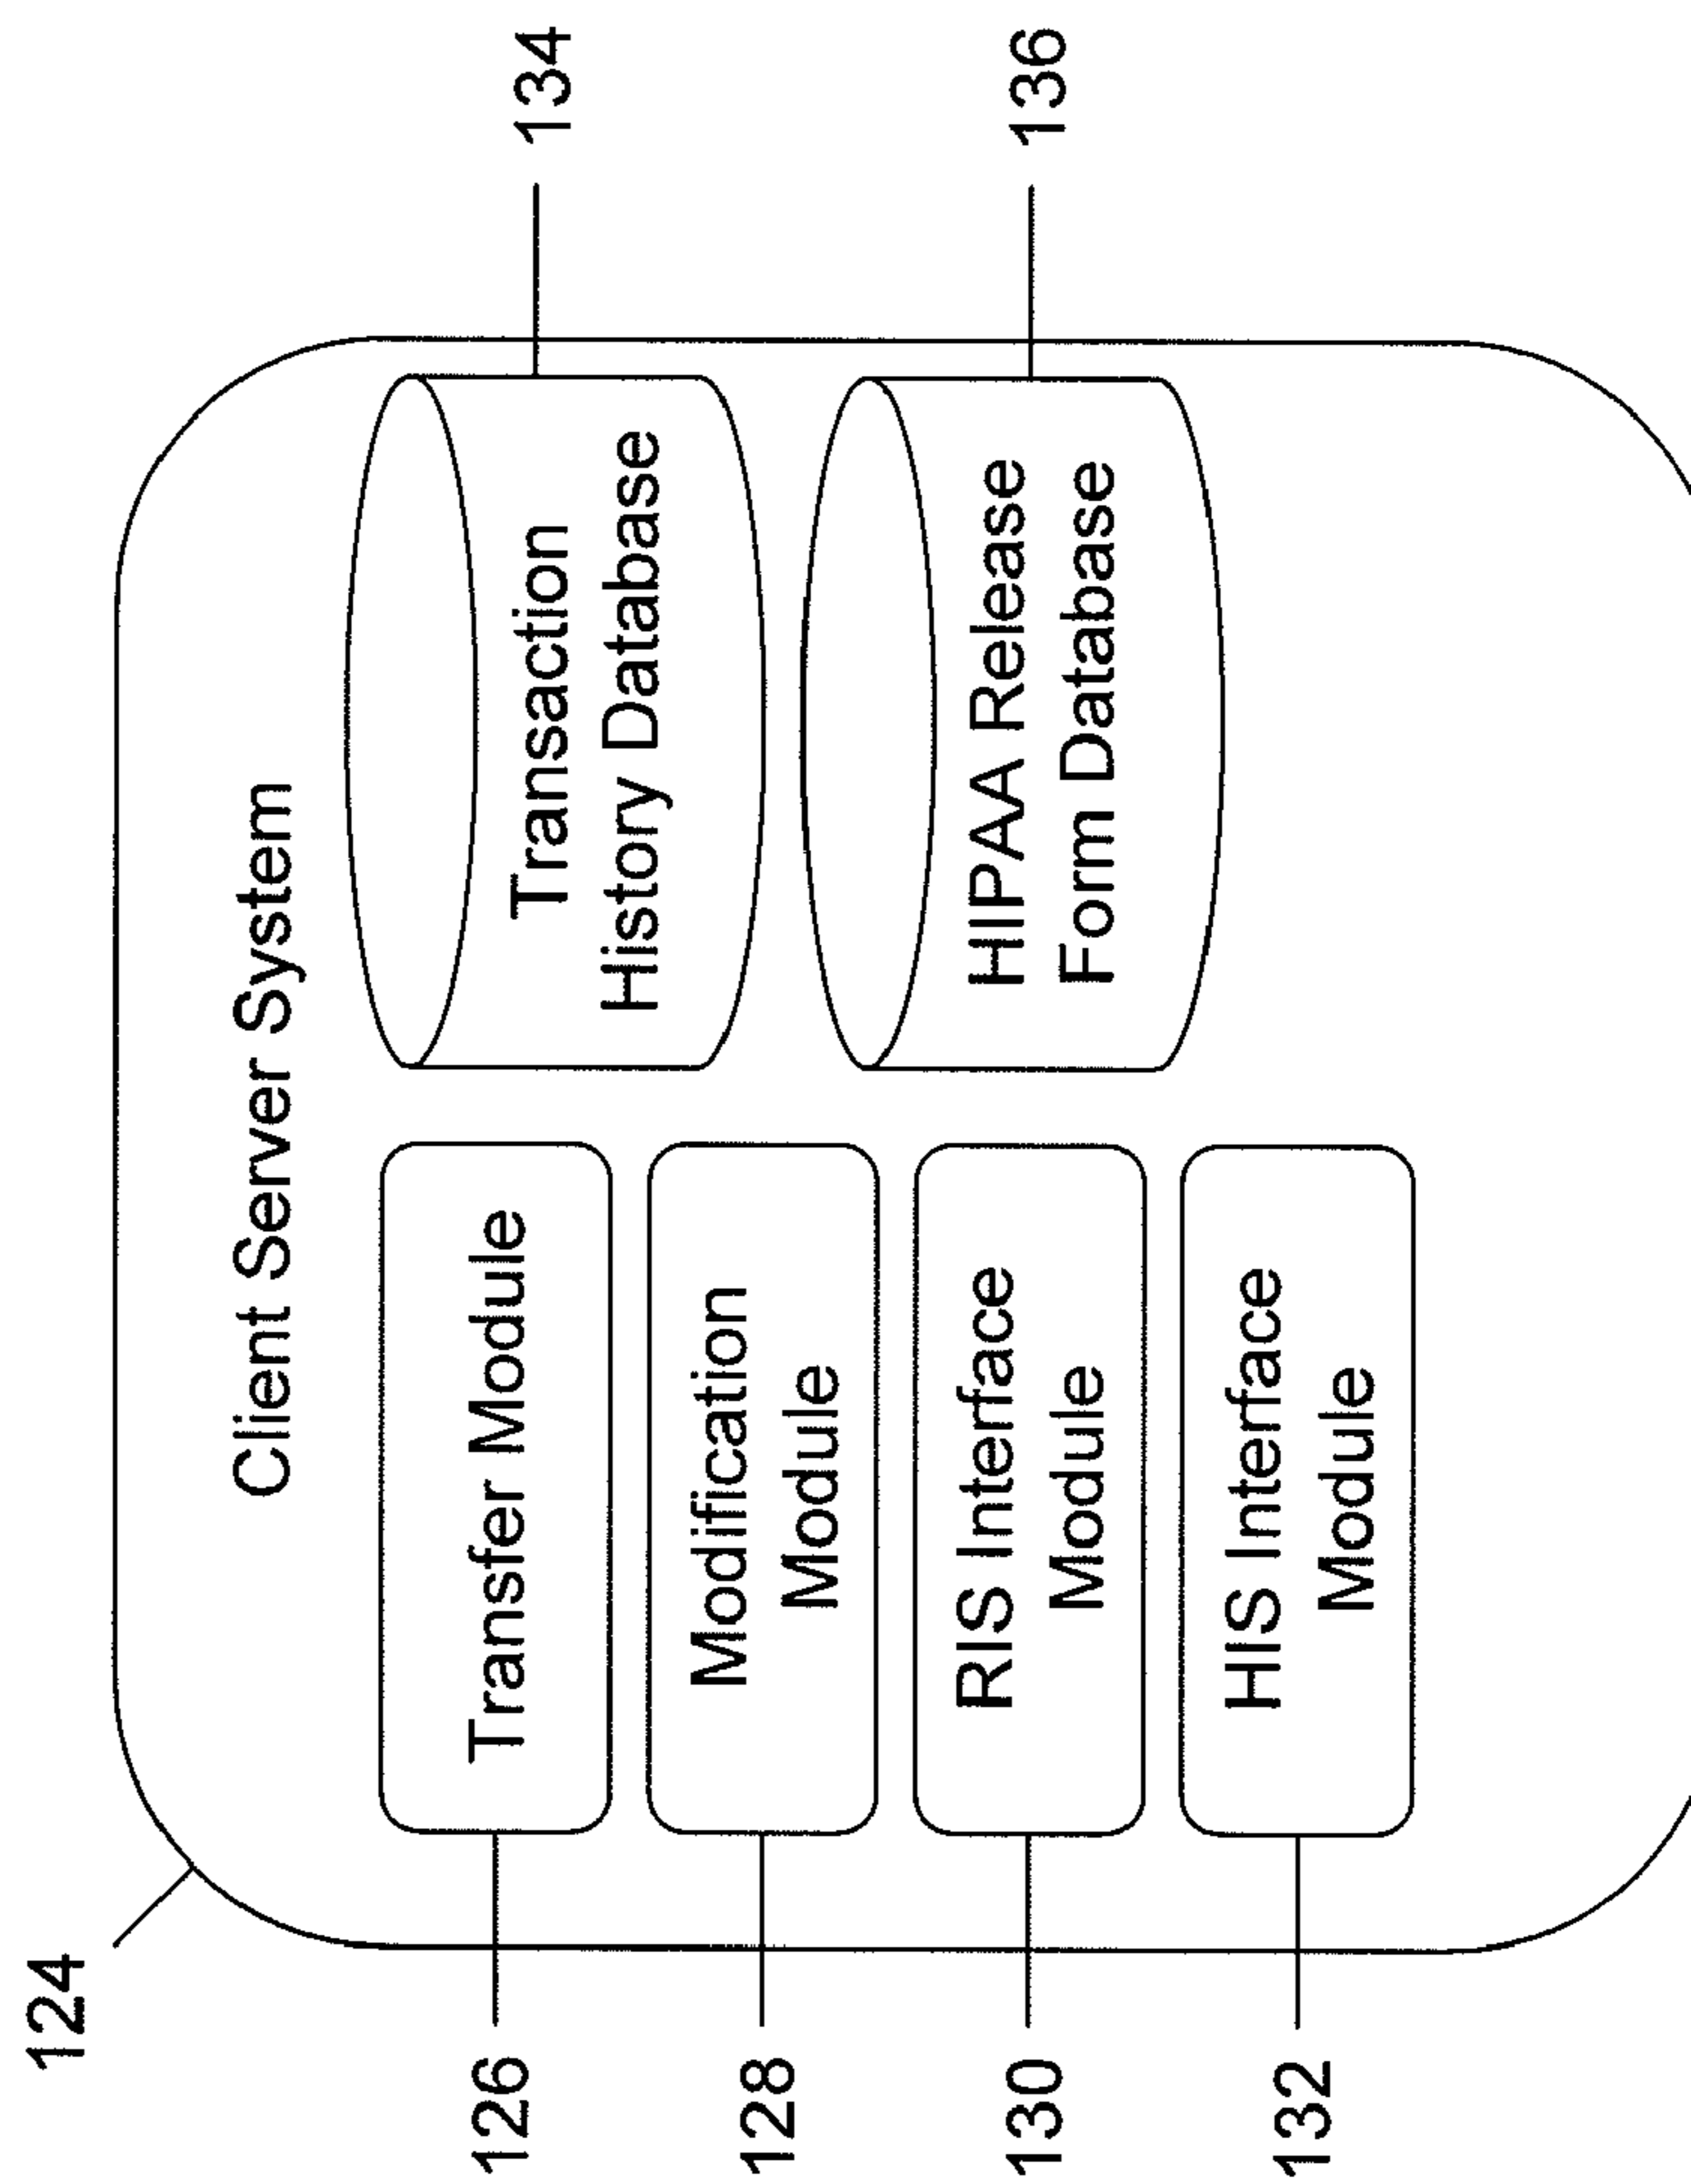 124
Client Server System
126
Transfer Module
128
Modification
Module
130
RIS Interface
Module
132
HIS Interface
Module
Transaction
History Database
134
HIPAA Release
Form Database
136